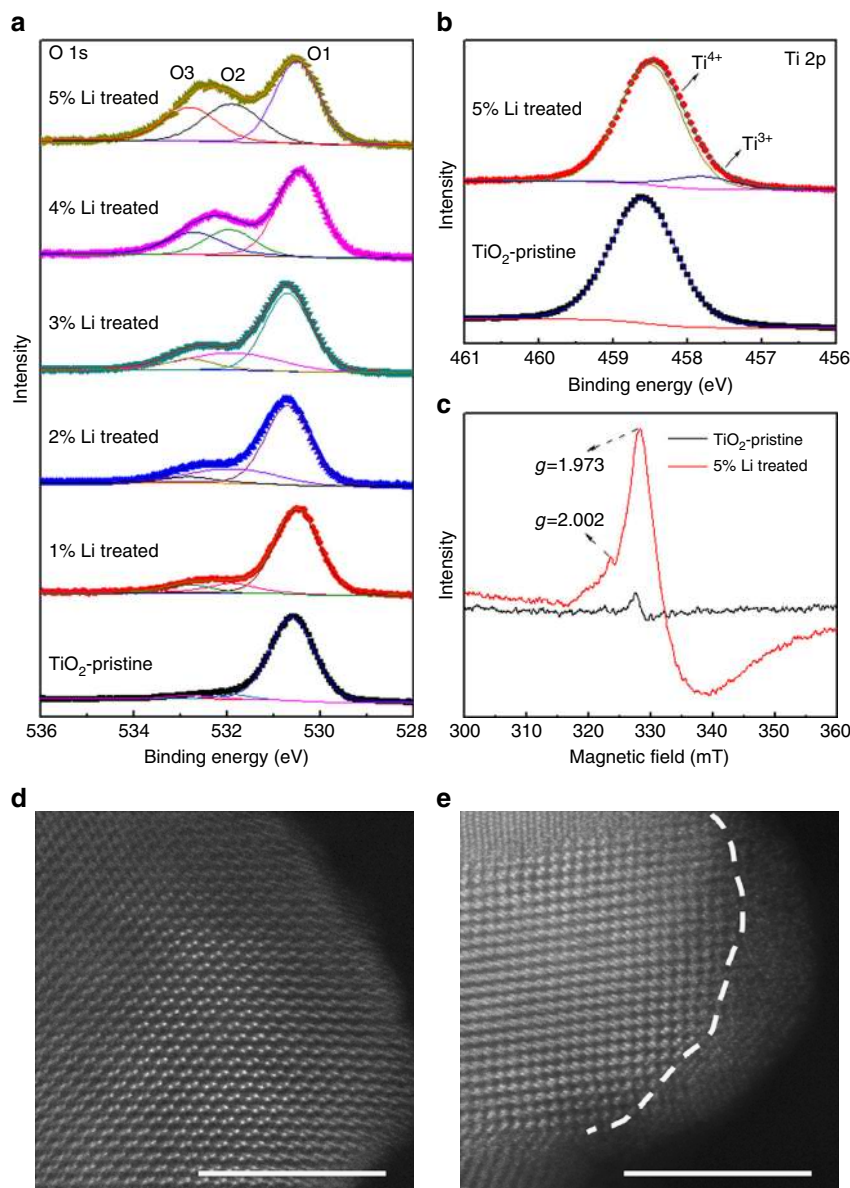 a
O 1s
O3 O2 O1
5% Li treated
4% Li treated
3% Li treated
2% Li treated
1% Li treated
TiO2-pristine
Intensity
536 534 532 530 528
Binding energy (eV)
b
Ti 2p
Ti4+
5% Li treated
Ti3+
TiO2-pristine
Intensity
461 460 459 458 457 456
Binding energy (eV)
c
TiO2-pristine
5% Li treated
g=1.973
g=2.002
Intensity
300 310 320 330 340 350 360
Magnetic field (mT)
d
e